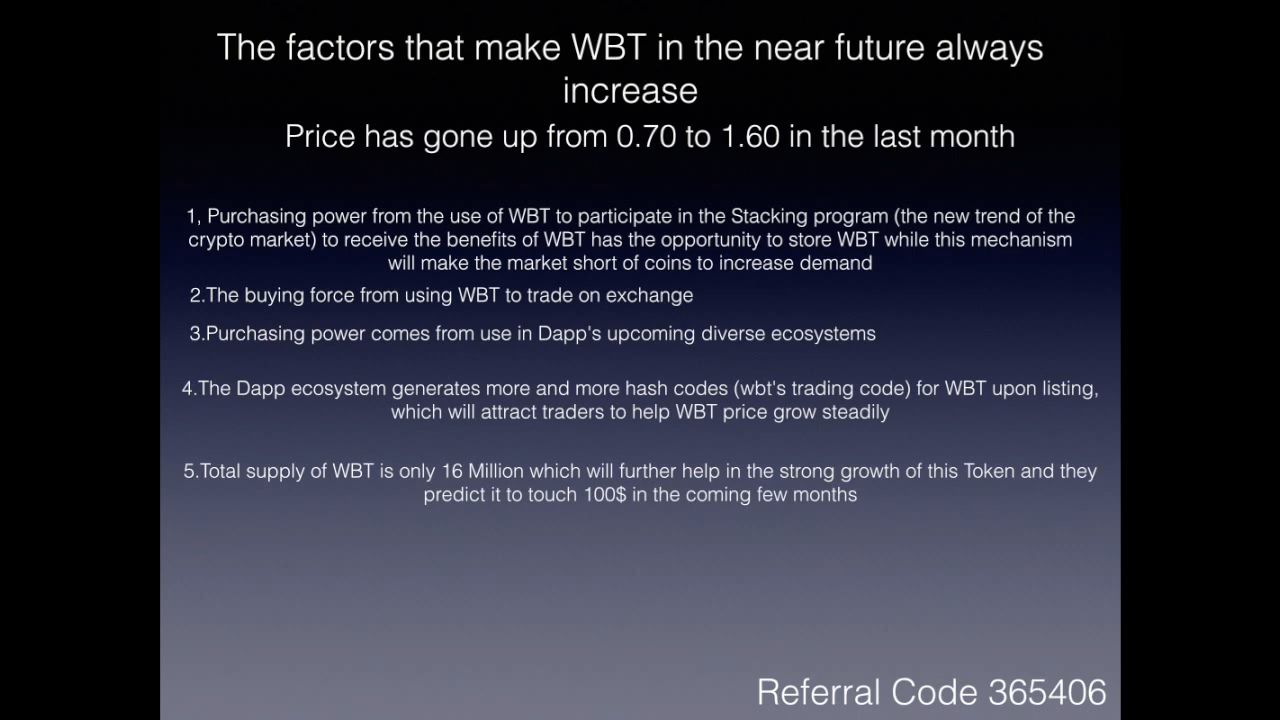 The factors that make WBT in the near future always
increase
Price has gone up from 0.70 to 1.60 in the last month
1, Purchasing power from the use of WBT to participate in the Stacking program (the new trend of the
crypto market) to receive the benefits of WBT has the opportunity to store WBT while this mechanism
will make the market short of coins to increase demand
2.The buying force from using WBT to trade on exchange
3.Purchasing power comes from use in Dapp's upcoming diverse ecosystems
4.The Dapp ecosystem generates more and more hash codes (wbt's trading code) for WBT upon listing,
which will attract traders to help WBT price grow steadily
5.Total supply of WBT is only 16 Million which will further help in the strong growth of this Token and they
predict it to touch 100$ in the coming few months
Referral Code 365406